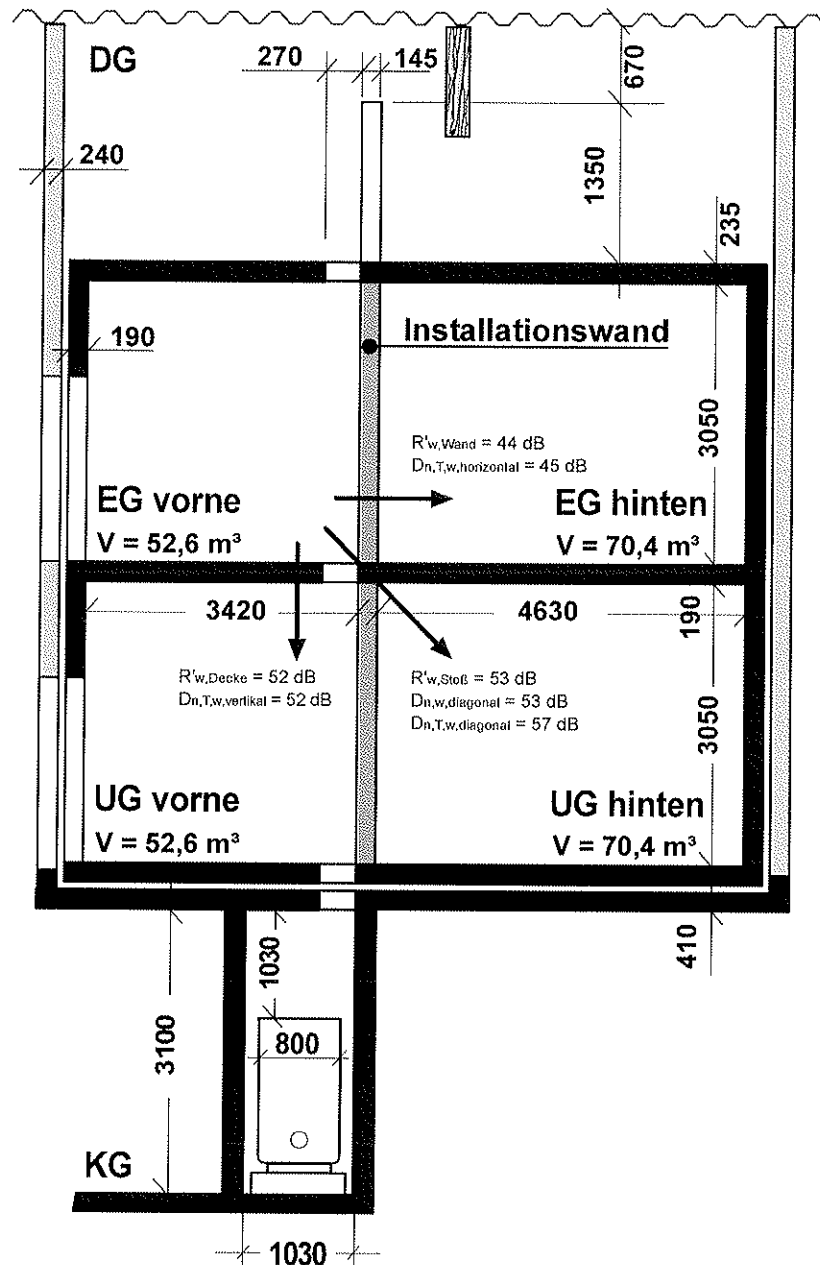 DG
270
145
670
240
1350
235
190
Installationswand
R'w,Wand = 44 dB
Dn,T,w,horizontal = 45 dB
3050
EG vorne
V = 52,6 m³
EG hinten
V = 70,4 m³
3420
4630
190
R'w,Decke = 52 dB
Dn,T,w,vertikal = 52 dB
R'w,Stoß = 53 dB
Dn,w,diagonal = 53 dB
Dn,T,w,diagonal = 57 dB
3050
UG vorne
V = 52,6 m³
UG hinten
V = 70,4 m³
410
1030
3100
800
KG
1030